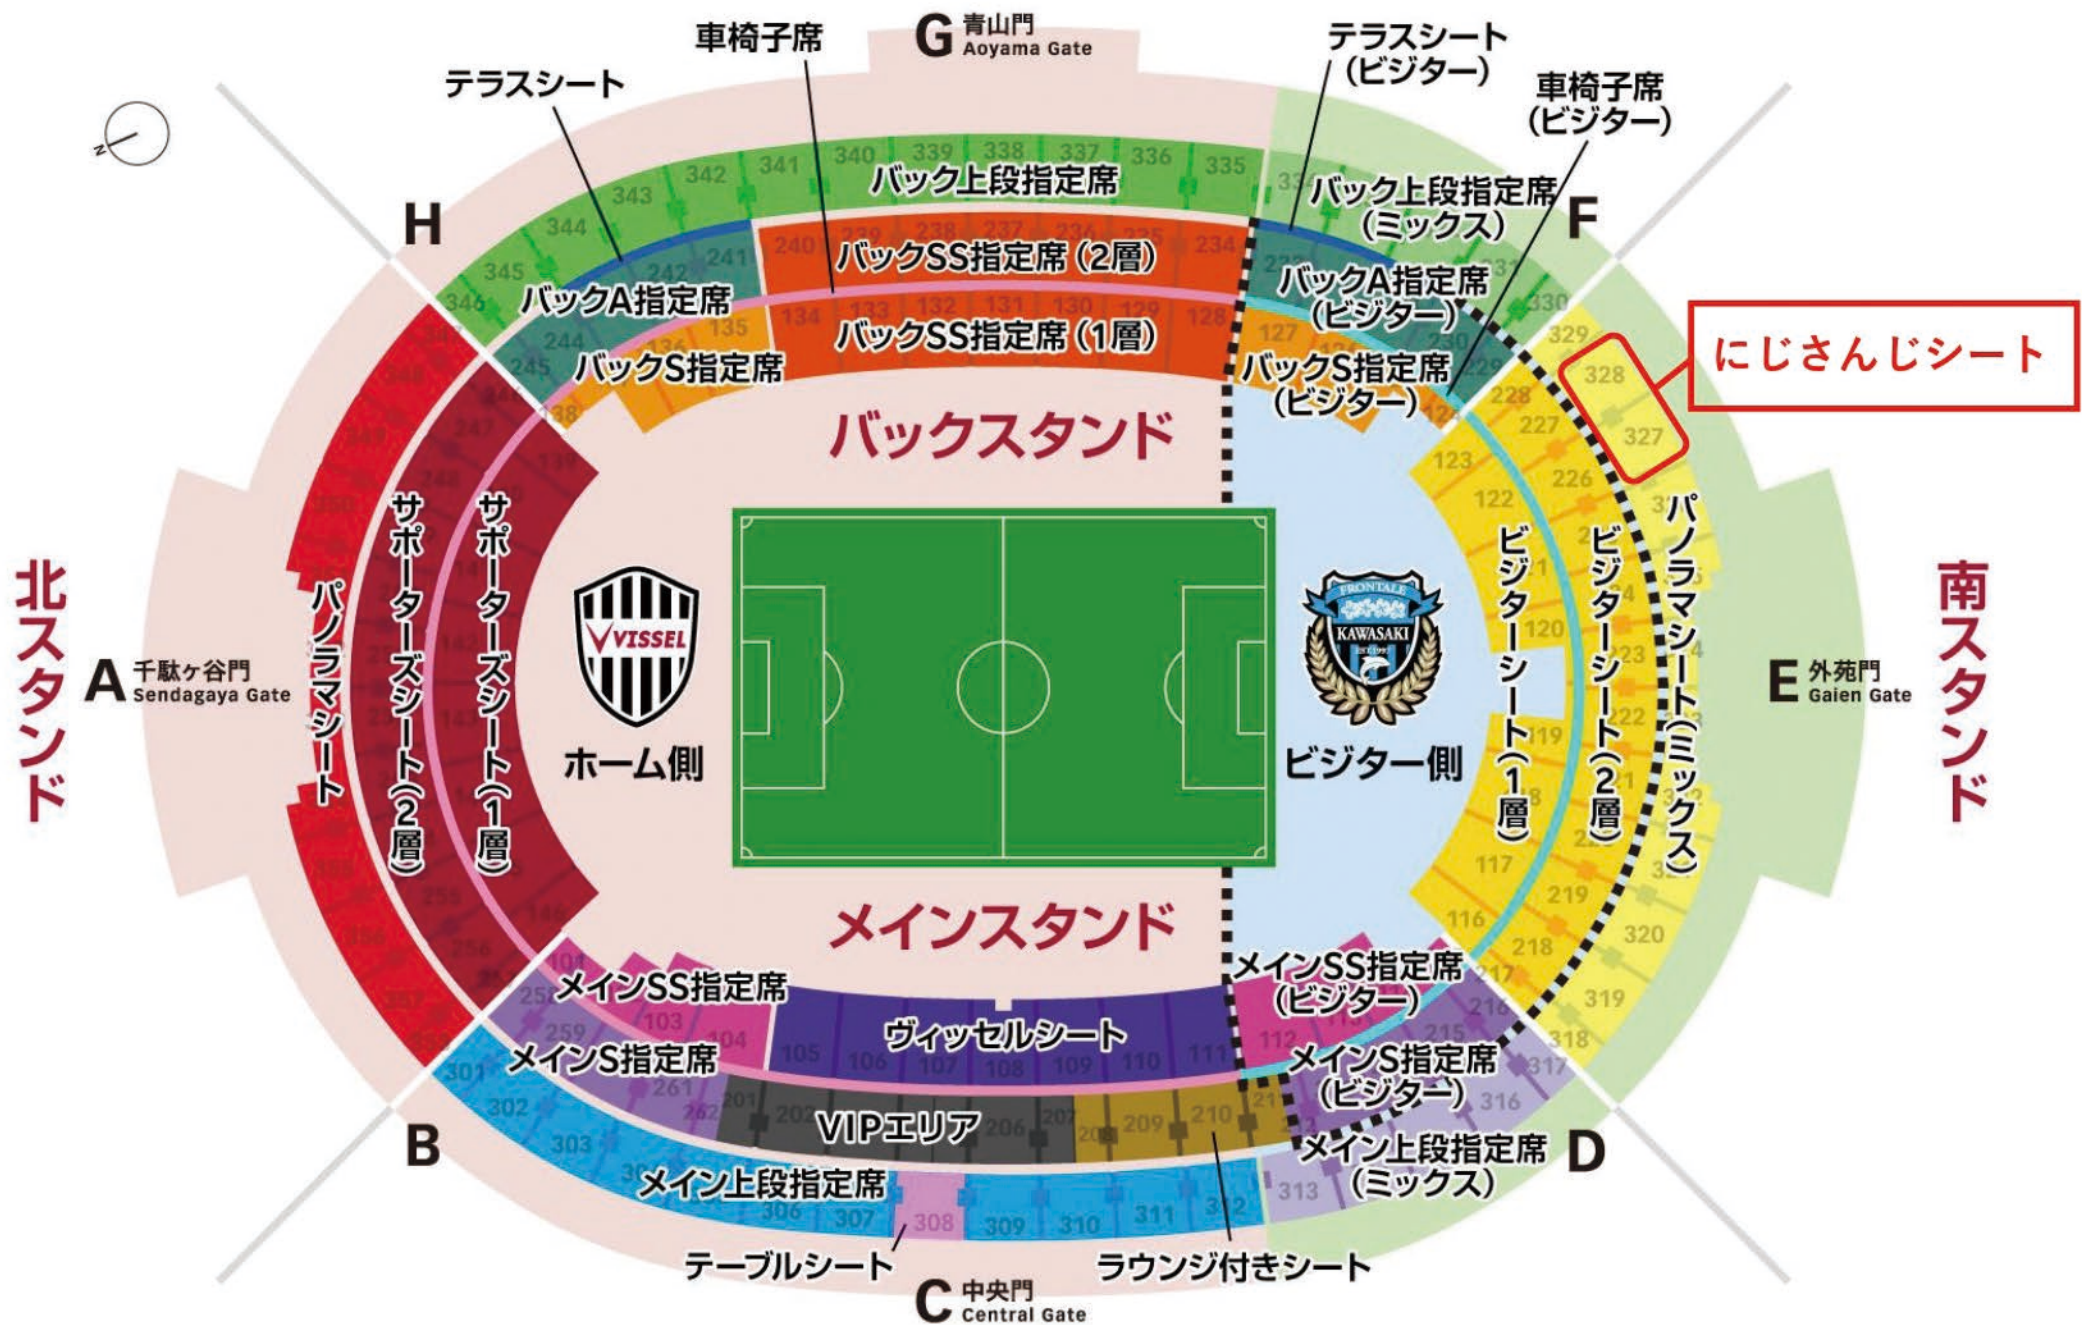 G 青山門
Aoyama Gate
車椅子席
テラスシート
テラスシート
（ビジター）
車椅子席
（ビジター）
N
H
F
341
340
339
338
337
336
335
342
343
344
345
346
バック上段指定席
バック上段指定席
（ミックス）
330
329
240
239
238
237
236
235
234
241
242
244
245
バックSS指定席（2層）
バックA指定席
バックA指定席
（ビジター）
230
229
134
133
132
131
130
129
128
135
136
138
バックSS指定席（1層）
バックS指定席
127
バックS指定席
（ビジター）
バックスタンド
328
327
にじさんじシート
228
227
226
123
122
120
223
222
119
117
116
219
218
217
320
319
318
北スタンド
パノラマシート
サポーターズシート（2層）
サポーターズシート（1層）
247
248
139
255
256
146
A 千駄ヶ谷門
Sendagaya Gate
VISSEL
ホーム側
FRONTALE
KAWASAKI
EST.1997
ビジター側
ビジターシート（1層）
ビジターシート（2層）
パノラマシート（ミックス）
南スタンド
E 外苑門
Gaien Gate
メインスタンド
メインSS指定席
103
104
259
メインS指定席
261
262
105
106
107
108
109
110
111
ヴィッセルシート
メインSS指定席
（ビジター）
112
216
215
メインS指定席
（ビジター）
317
316
313
メイン上段指定席
（ミックス）
201
202
VIPエリア
206
207
209
210
301
302
303
メイン上段指定席
306
307
308
309
310
311
312
B
D
テーブルシート
ラウンジ付きシート
C 中央門
Central Gate